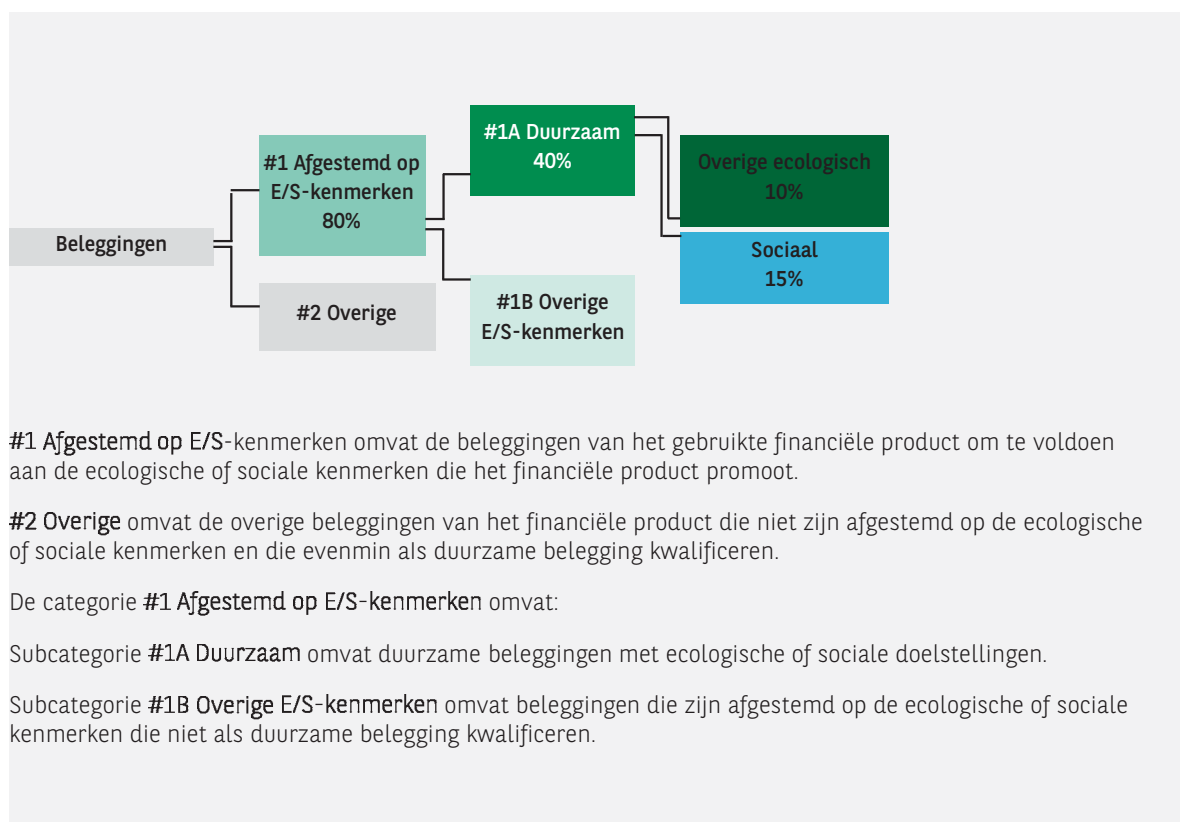 Beleggingen
#1 Afgestemd op
E/S-kenmerken
80%
#2 Overige
#1A Duurzaam
40%
#1B Overige
E/S-kenmerken
Overige ecologisch
10%
Sociaal
15%
#1 Afgestemd op E/S-kenmerken omvat de beleggingen van het gebruikte financiële product om te voldoen
aan de ecologische of sociale kenmerken die het financiële product promoot.
#2 Overige omvat de overige beleggingen van het financiële product die niet zijn afgestemd op de ecologische
of sociale kenmerken en die evenmin als duurzame belegging kwalificeren.
De categorie #1 Afgestemd op E/S-kenmerken omvat:
Subcategorie #1A Duurzaam omvat duurzame beleggingen met ecologische of sociale doelstellingen.
Subcategorie #1B Overige E/S-kenmerken omvat beleggingen die zijn afgestemd op de ecologische of sociale
kenmerken die niet als duurzame belegging kwalificeren.